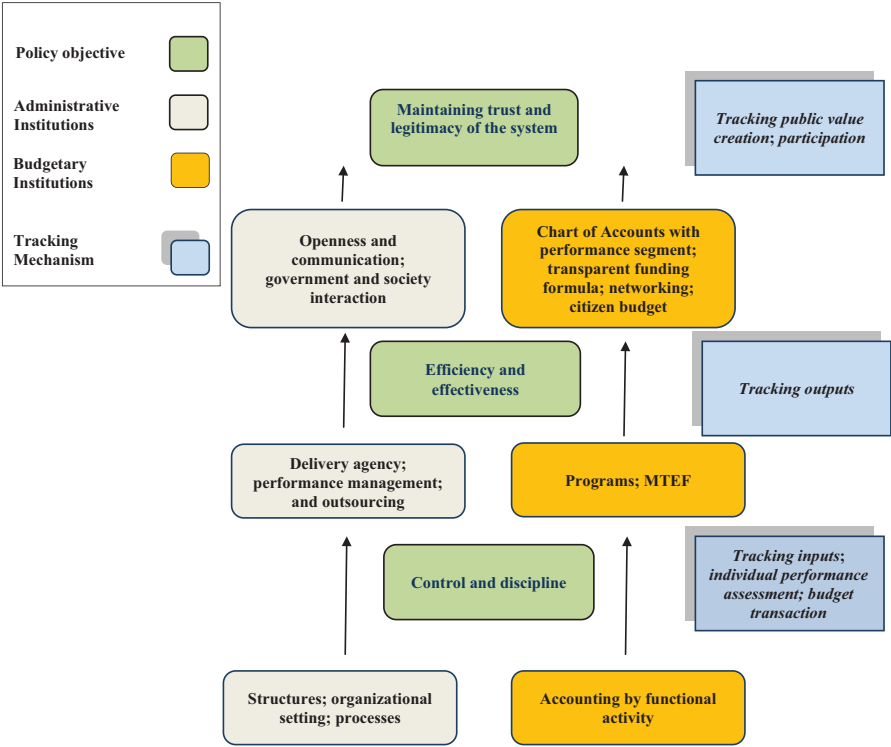 Policy objective
Administrative
Institutions
Budgetary
Institutions
Tracking
Mechanism
Maintaining trust and
legitimacy of the system
Tracking public value
creation; participation
Openness and
communication;
government and society
interaction
Chart of Accounts with
performance segment;
transparent funding
formula; networking;
citizen budget
Efficiency and
effectiveness
Tracking outputs
Delivery agency;
performance management;
and outsourcing
Programs; MTEF
Control and discipline
Tracking inputs;
individual performance
assessment; budget
transaction
Structures; organizational
setting; processes
Accounting by functional
activity